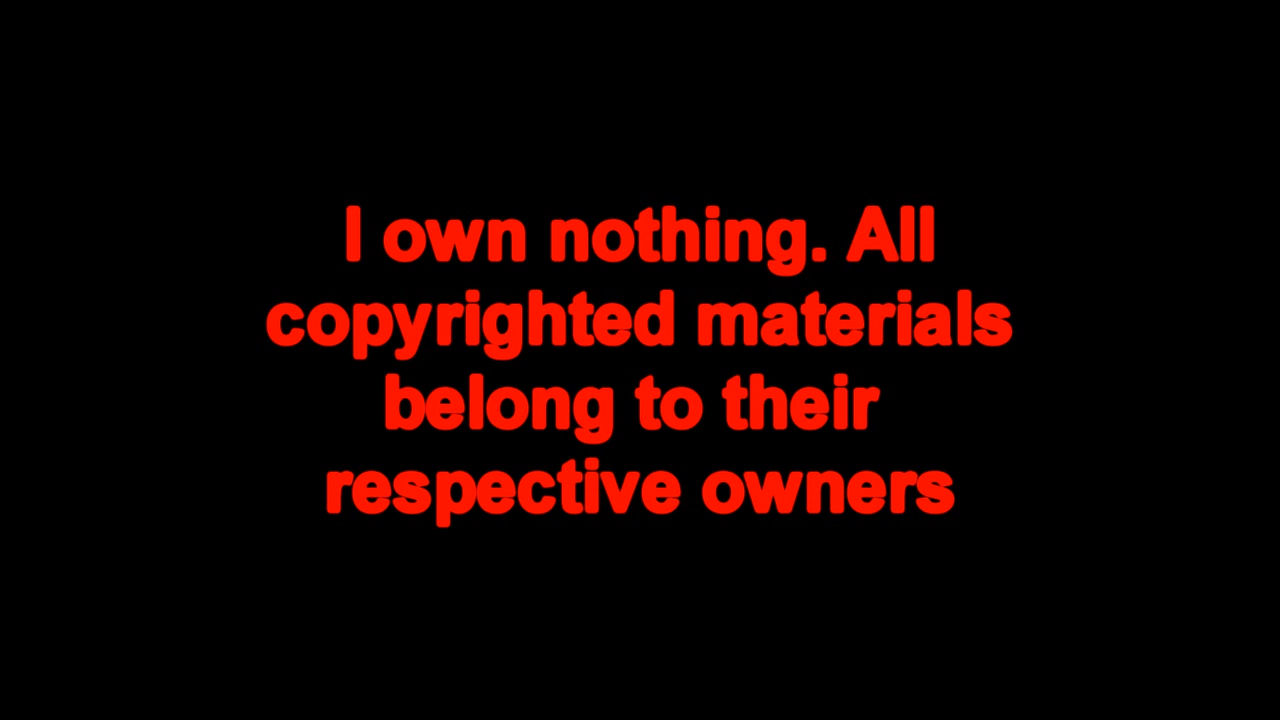 I own nothing. All
copyrighted materials
belong to their
respective owners